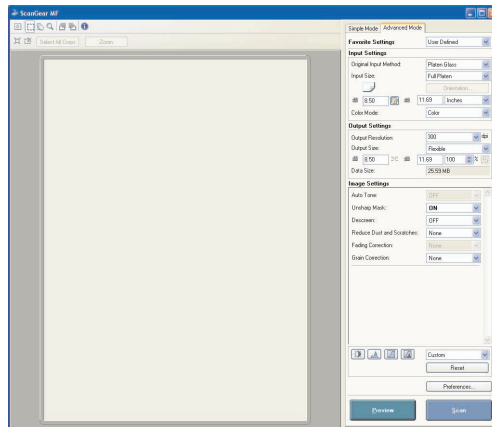 ScanGear MF
Select All Crops Zoom
Simple Mode Advanced Mode
Favorite Settings User Defined
Input Settings
Original Input Method: Platen Glass
Input Size: Full Platen
Orientation...
8.50 11.69 Inches
Color Mode: Color
Output Settings
Output Resolution: 300 dpi
Output Size: Flexible
8.50 11.69 100 %
Data Size: 25.59 MB
Image Settings
Auto Tone: OFF
Unsharp Mask: ON
Descreen: OFF
Reduce Dust and Scratches: None
Fading Correction: None
Grain Correction: None
Custom
Reset
Preferences...
Preview Scan